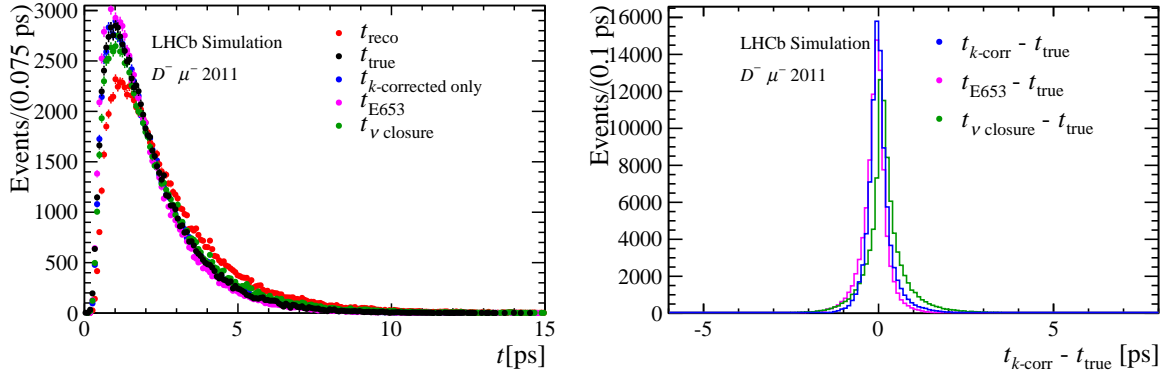 Events/(0.075 ps)
3000
2500
2000
1500
1000
500
0
LHCb Simulation
D⁻ μ⁻ 2011
t_reco
t_true
t_k-corrected only
t_E653
t_ν closure
0 5 10 15
t[ps]
Events/(0.1 ps)
16000
14000
12000
10000
8000
6000
4000
2000
0
LHCb Simulation
D⁻ μ⁻ 2011
t_k-corr - t_true
t_E653 - t_true
t_ν closure - t_true
-5 0 5
t_k-corr - t_true [ps]